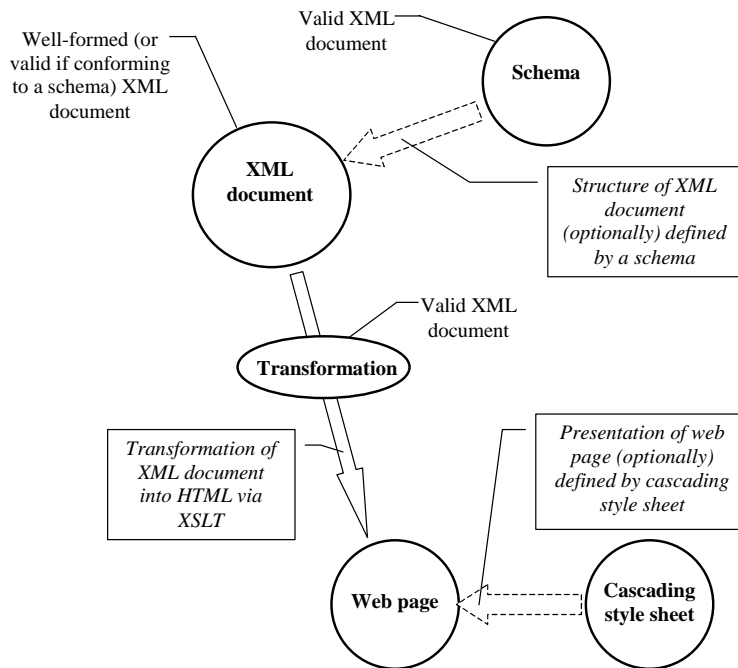 Well-formed (or
valid if conforming
to a schema) XML
document
Valid XML
document
Schema
XML
document
Structure of XML
document
(optionally) defined
by a schema
Valid XML
document
Transformation
Transformation of
XML document
into HTML via
XSLT
Presentation of web
page (optionally)
defined by cascading
style sheet
Web page
Cascading
style sheet